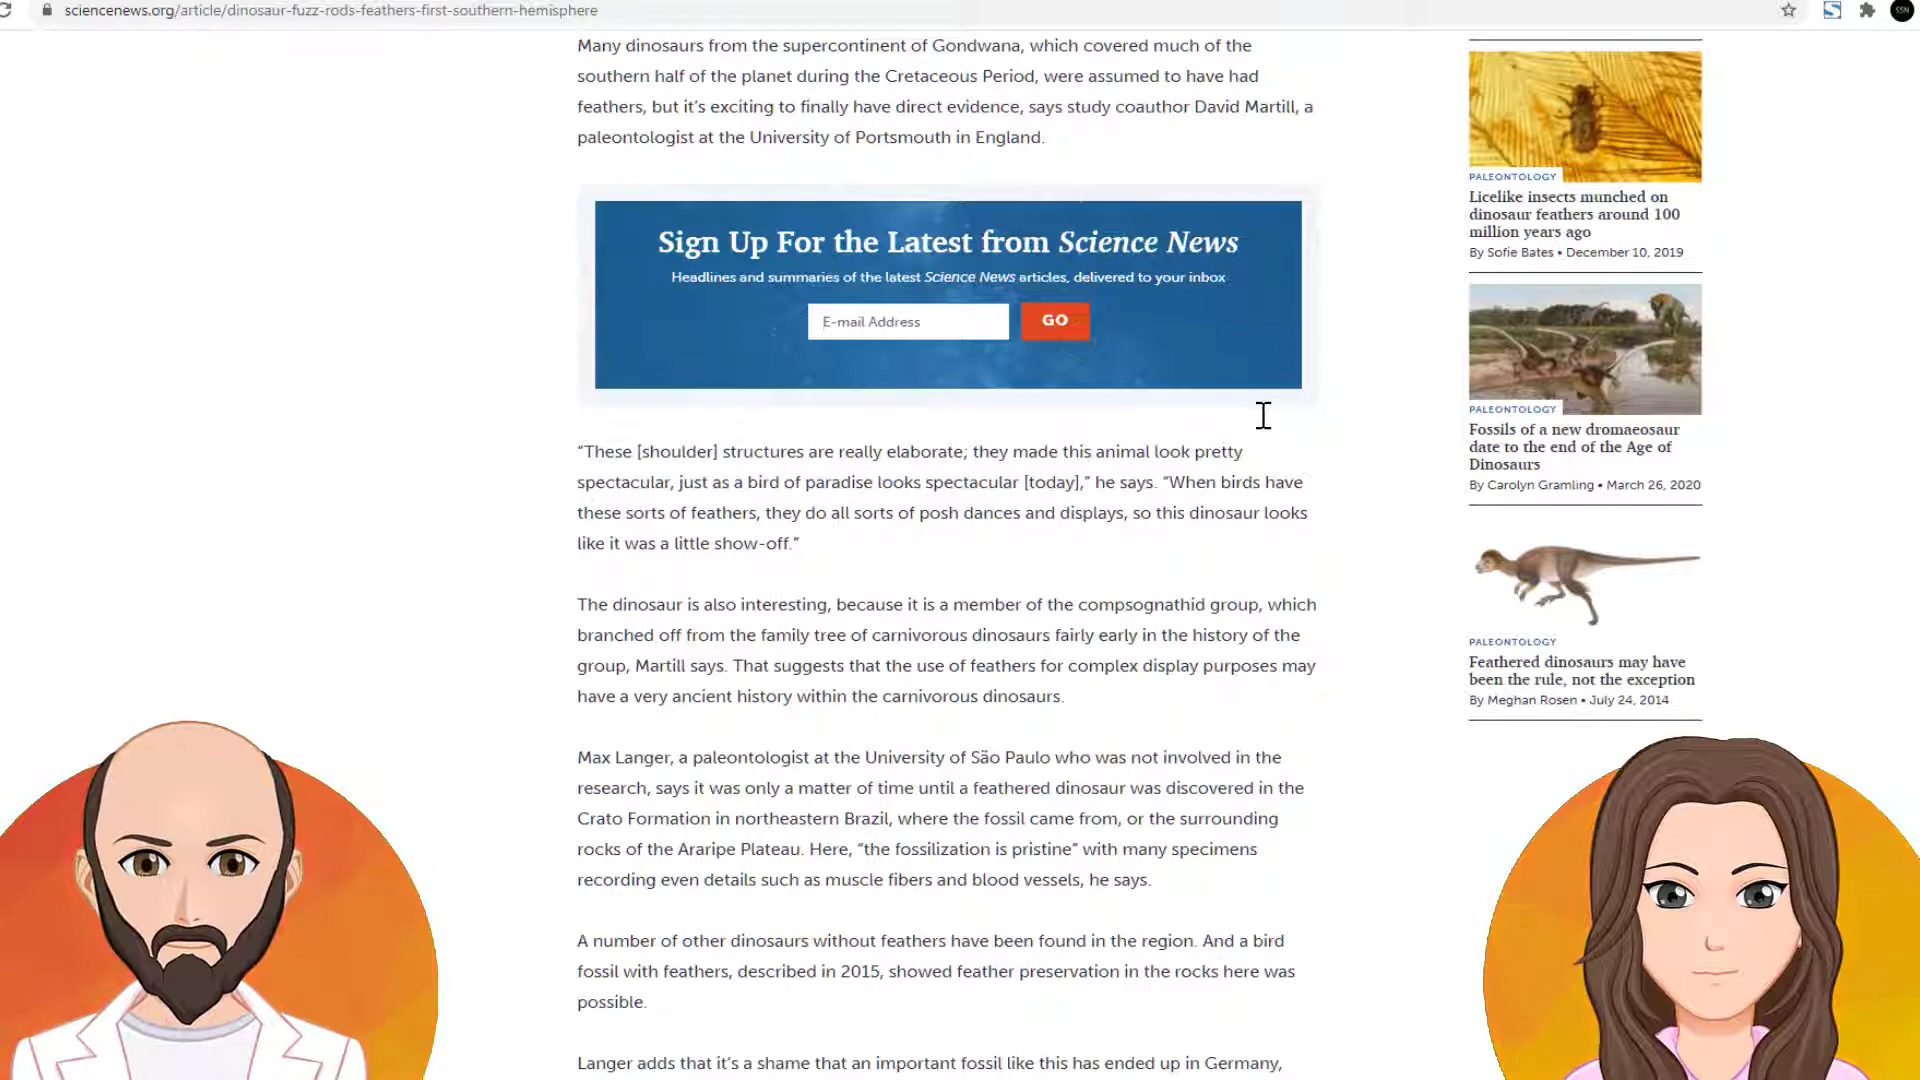 sciencenews.org/article/dinosaur-fuzz-rods-feathers-first-southern-hemisphere
SSN
Many dinosaurs from the supercontinent of Gondwana, which covered much of the
southern half of the planet during the Cretaceous Period, were assumed to have had
feathers, but it’s exciting to finally have direct evidence, says study coauthor David Martill, a
paleontologist at the University of Portsmouth in England.
Sign Up For the Latest from Science News
Headlines and summaries of the latest Science News articles, delivered to your inbox
E-mail Address
GO
“These [shoulder] structures are really elaborate; they made this animal look pretty
spectacular, just as a bird of paradise looks spectacular [today],” he says. “When birds have
these sorts of feathers, they do all sorts of posh dances and displays, so this dinosaur looks
like it was a little show-off.”
The dinosaur is also interesting, because it is a member of the compsognathid group, which
branched off from the family tree of carnivorous dinosaurs fairly early in the history of the
group, Martill says. That suggests that the use of feathers for complex display purposes may
have a very ancient history within the carnivorous dinosaurs.
Max Langer, a paleontologist at the University of São Paulo who was not involved in the
research, says it was only a matter of time until a feathered dinosaur was discovered in the
Crato Formation in northeastern Brazil, where the fossil came from, or the surrounding
rocks of the Araripe Plateau. Here, “the fossilization is pristine” with many specimens
recording even details such as muscle fibers and blood vessels, he says.
A number of other dinosaurs without feathers have been found in the region. And a bird
fossil with feathers, described in 2015, showed feather preservation in the rocks here was
possible.
Langer adds that it’s a shame that an important fossil like this has ended up in Germany,
PALEONTOLOGY
Licelike insects munched on
dinosaur feathers around 100
million years ago
By Sofie Bates • December 10, 2019
PALEONTOLOGY
Fossils of a new dromaeosaur
date to the end of the Age of
Dinosaurs
By Carolyn Gramling • March 26, 2020
PALEONTOLOGY
Feathered dinosaurs may have
been the rule, not the exception
By Meghan Rosen • July 24, 2014